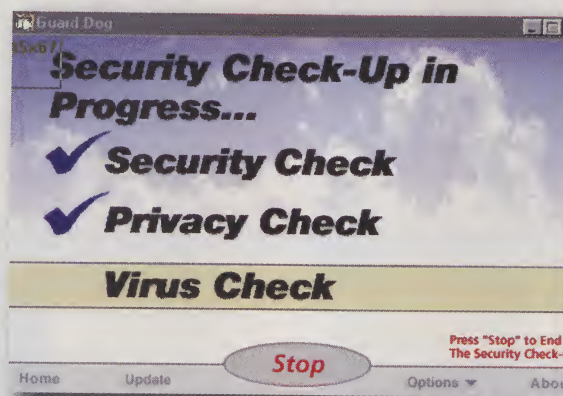 Guard Dog
Security Check-Up in
Progress...
Security Check
Privacy Check
Virus Check
Press "Stop" to End
The Security Check-
Stop
Home Update Options Abou